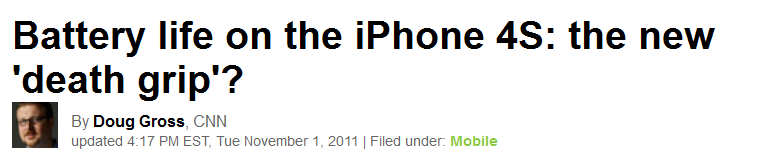 Battery life on the iPhone 4S: the new
'death grip'?
By Doug Gross, CNN
updated 4:17 PM EST, Tue November 1, 2011 | Filed under: Mobile